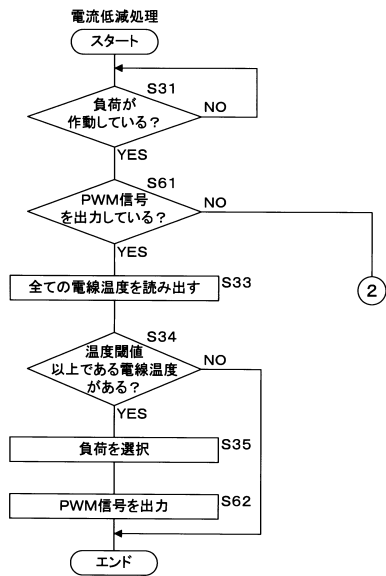 電流低減処理
スタート
S31
負荷が
作動している？
NO
YES
S61
PWM信号
を出力している？
NO
YES
全ての電線温度を読み出す
S33
2
S34
温度閾値
以上である電線温度
がある？
NO
YES
負荷を選択
S35
PWM信号を出力
S62
エンド